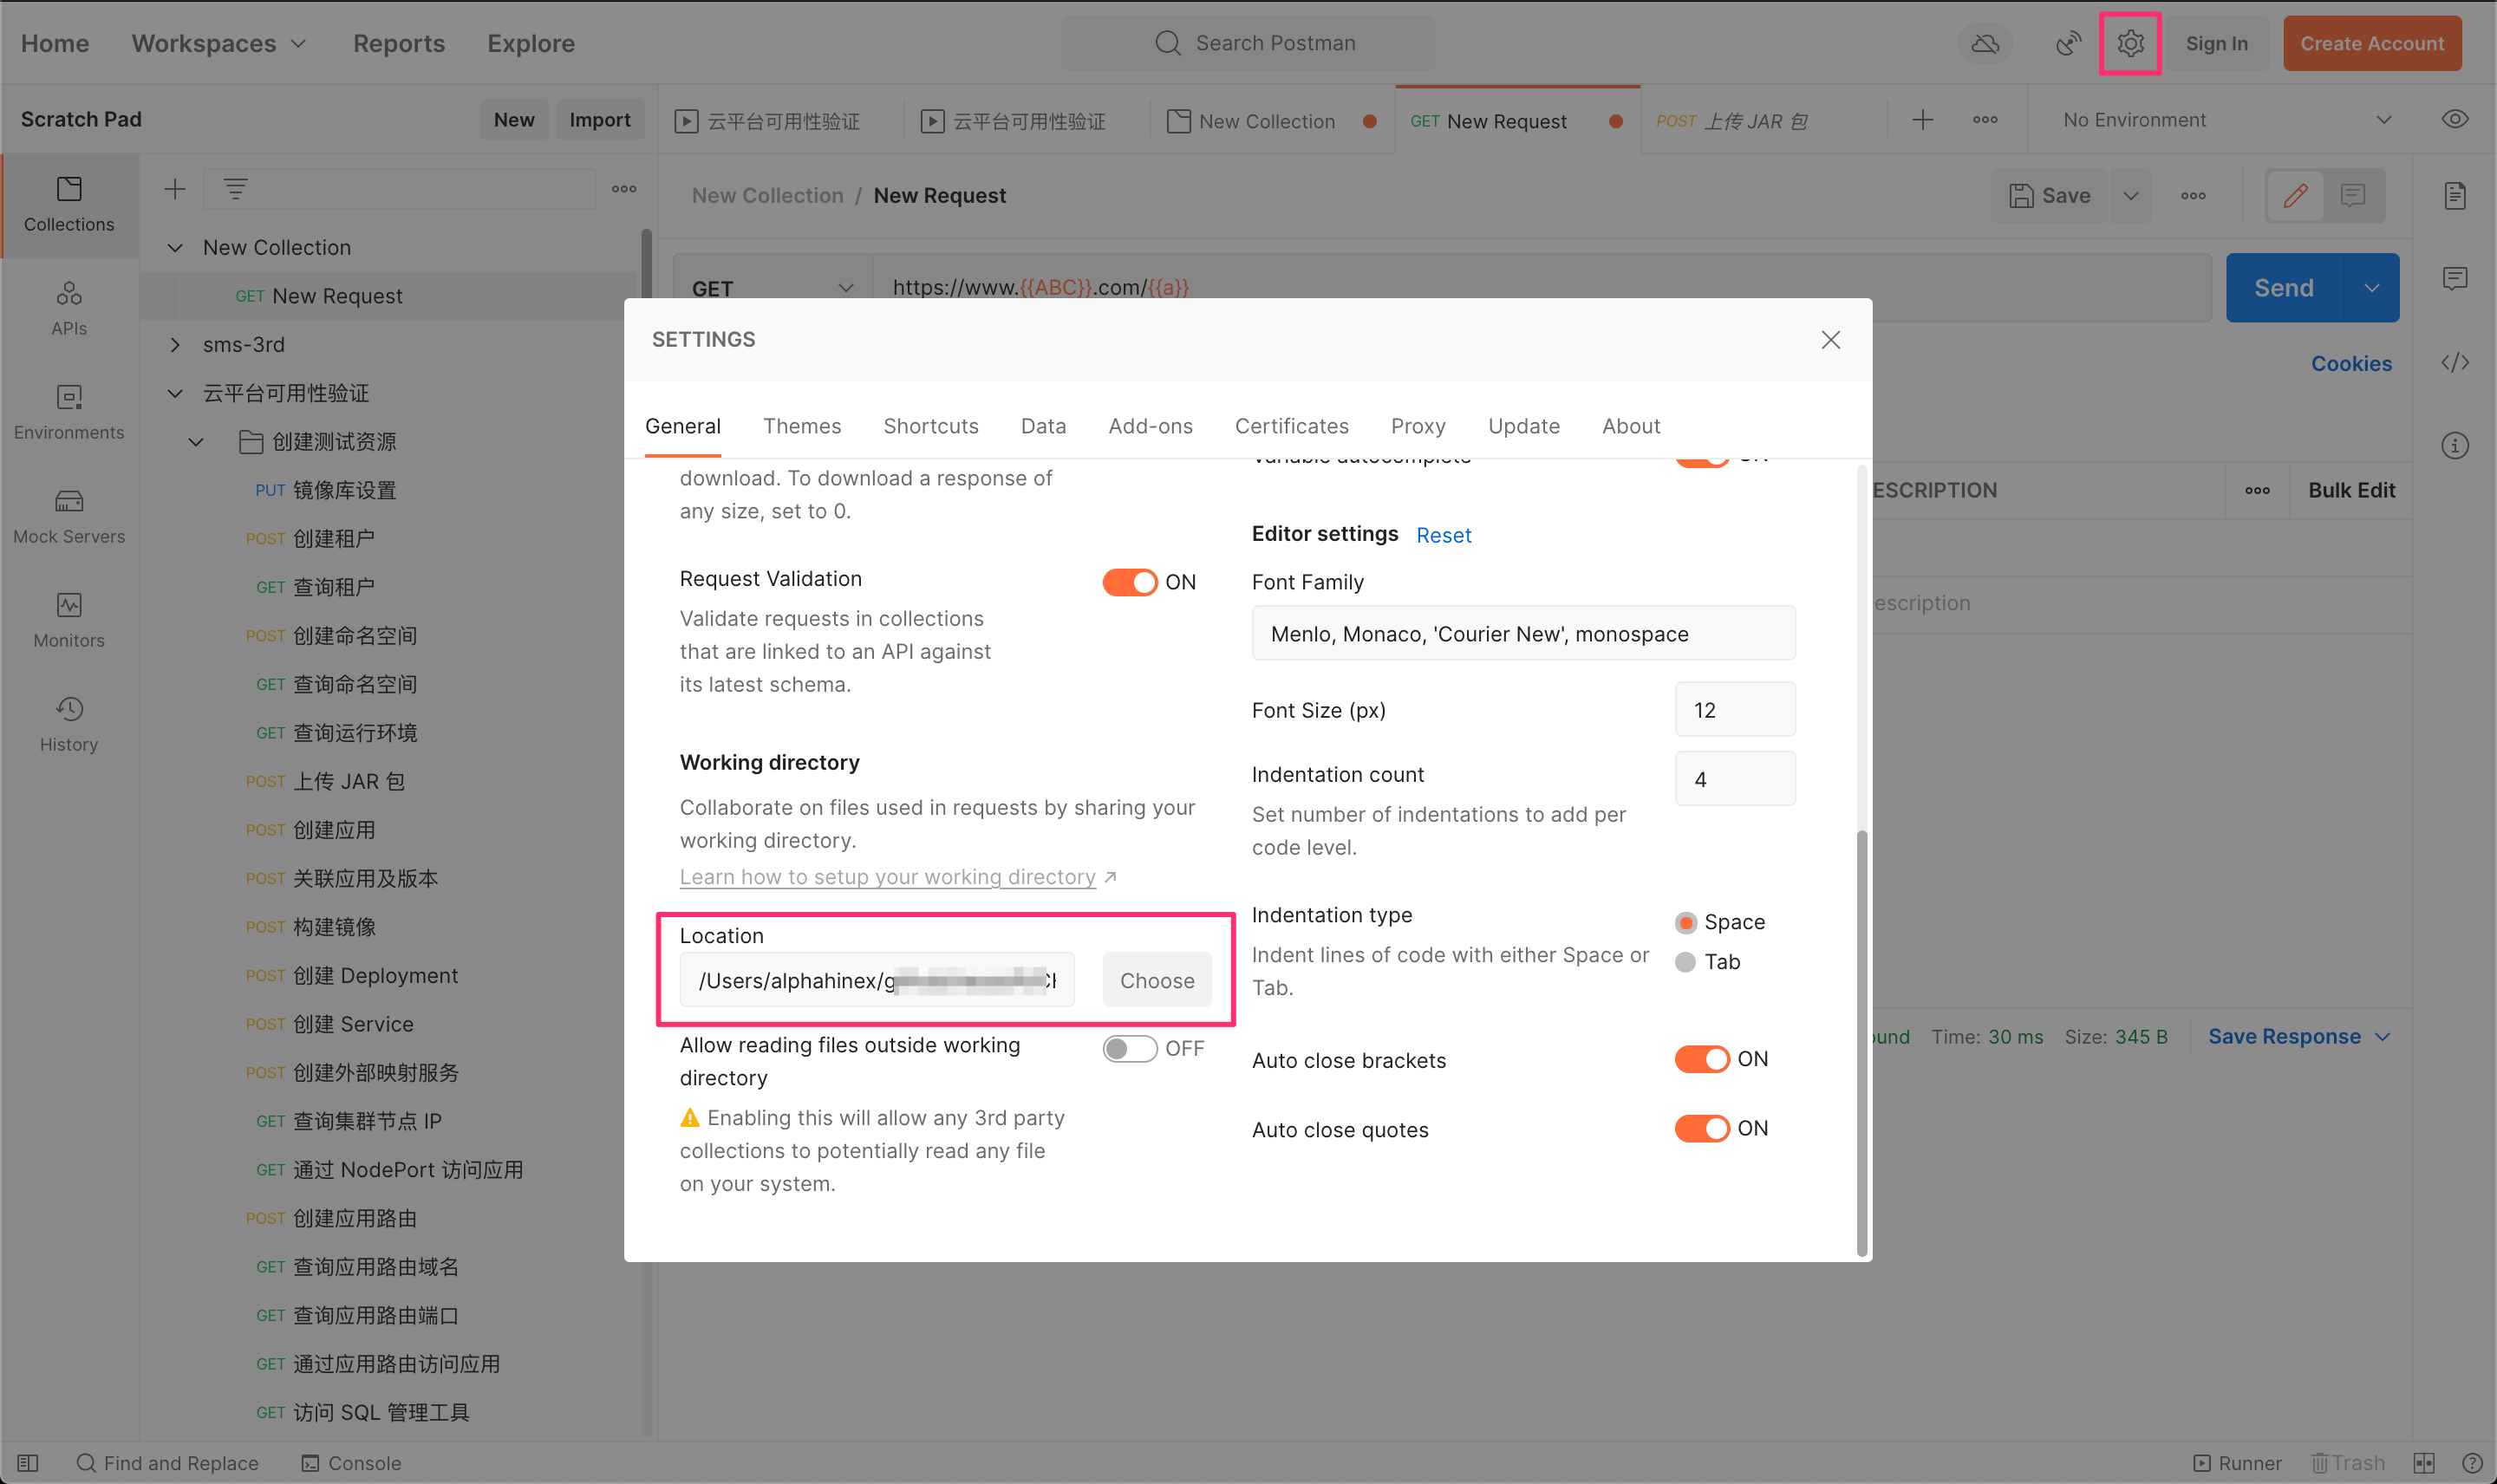 Home Workspaces Reports Explore Search Postman Sign In Create Account
Scratch Pad New Import 云平台可用性验证 云平台可用性验证 New Collection GET New Request POST 上传 JAR 包 No Environment
Collections
APIs
Environments
Mock Servers
Monitors
History
New Collection
GET New Request
sms-3rd
云平台可用性验证
创建测试资源
PUT 镜像库设置
POST 创建租户
GET 查询租户
POST 创建命名空间
GET 查询命名空间
GET 查询运行环境
POST 上传 JAR 包
POST 创建应用
POST 关联应用及版本
POST 构建镜像
POST 创建 Deployment
POST 创建 Service
POST 创建外部映射服务
GET 查询集群节点 IP
GET 通过 NodePort 访问应用
POST 创建应用路由
GET 查询应用路由域名
GET 查询应用路由端口
GET 通过应用路由访问应用
GET 访问 SQL 管理工具
New Collection / New Request Save
GET https://www.{{ABC}}.com/{{a}} Send
Cookies
ESCRIPTION Bulk Edit
escription
SETTINGS
General Themes Shortcuts Data Add-ons Certificates Proxy Update About
download. To download a response of
any size, set to 0.
Request Validation ON
Validate requests in collections
that are linked to an API against
its latest schema.
Working directory
Collaborate on files used in requests by sharing your
working directory.
Learn how to setup your working directory ↗
Location
/Users/alphahinex/g Choose
Allow reading files outside working
directory OFF
Enabling this will allow any 3rd party
collections to potentially read any file
on your system.
Variable autocomplete ON
Editor settings Reset
Font Family
Menlo, Monaco, 'Courier New', monospace
Font Size (px) 12
Indentation count 4
Set number of indentations to add per
code level.
Indentation type
Indent lines of code with either Space or
Tab.
Space
Tab
Auto close brackets ON
Auto close quotes ON
ound Time: 30 ms Size: 345 B Save Response
Find and Replace Console Runner Trash